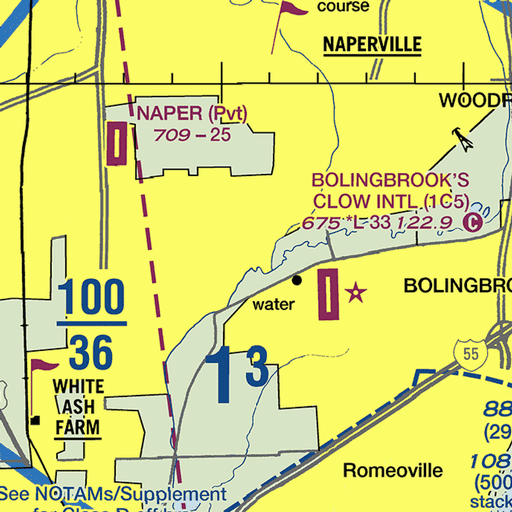 course
NAPERVILLE
WOODR
NAPER (Pvt)
709 – 25
BOLINGBROOK'S
CLOW INTL (1C5)
675 *L 33 122.9 C
BOLINGBRO
water
100
36
1 3
55
WHITE
ASH
FARM
88
(29
108
(500
stack
Romeoville
See NOTAMs/Supplement